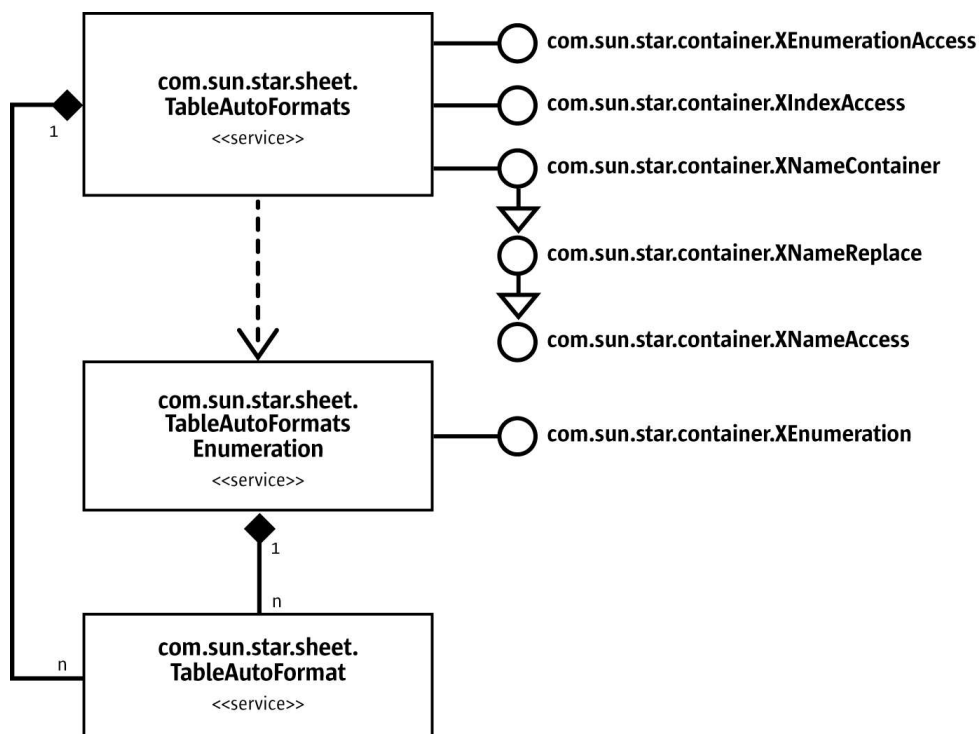 com.sun.star.sheet.
TableAutoFormats
<<service>>
1
com.sun.star.container.XEnumerationAccess
com.sun.star.container.XIndexAccess
com.sun.star.container.XNameContainer
com.sun.star.container.XNameReplace
com.sun.star.container.XNameAccess
com.sun.star.sheet.
TableAutoFormats
Enumeration
<<service>>
com.sun.star.container.XEnumeration
1
n
n
com.sun.star.sheet.
TableAutoFormat
<<service>>